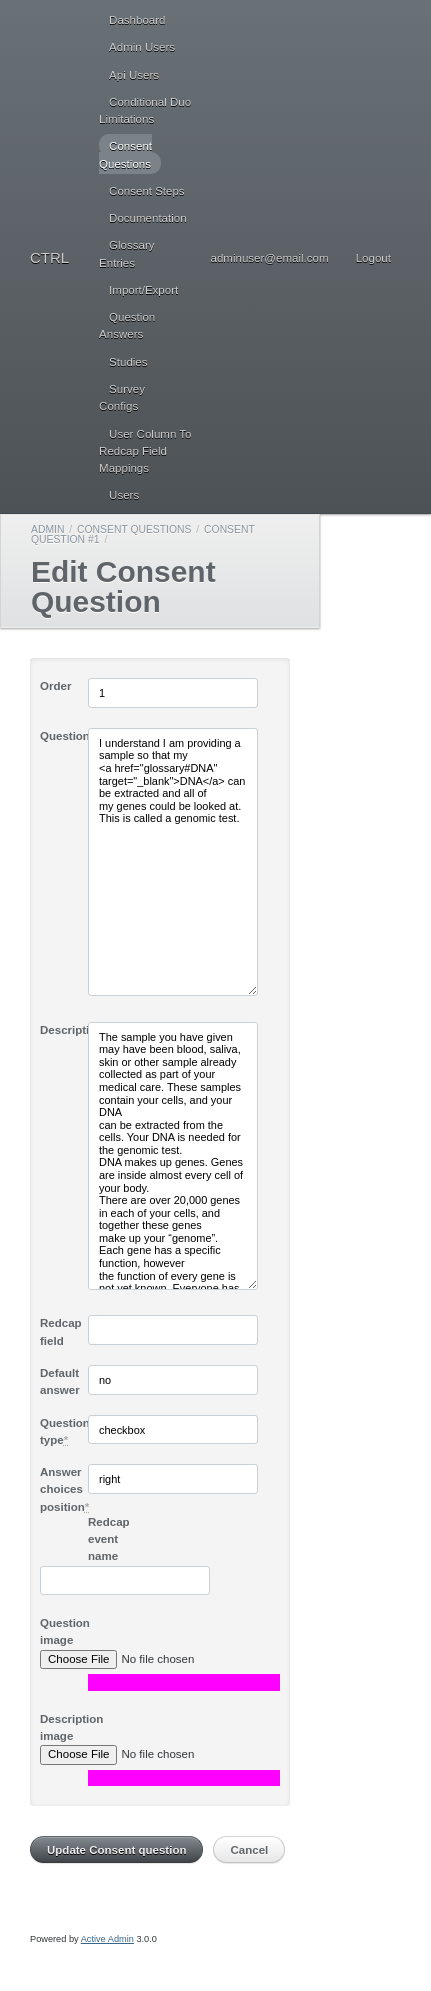 Dashboard
Admin Users
Api Users
Conditional Duo
Limitations
Consent
Questions
Consent Steps
Documentation
Glossary
Entries
Import/Export
Question
Answers
Studies
Survey
Configs
User Column To
Redcap Field
Mappings
Users
CTRL
adminuser@email.com
Logout
ADMIN / CONSENT QUESTIONS / CONSENT
QUESTION #1 /
Edit Consent
Question
Order
1
Question
I understand I am providing a
sample so that my
<a href="glossary#DNA"
target="_blank">DNA</a> can
be extracted and all of
my genes could be looked at.
This is called a genomic test.
Descripti
The sample you have given
may have been blood, saliva,
skin or other sample already
collected as part of your
medical care. These samples
contain your cells, and your
DNA
can be extracted from the
cells. Your DNA is needed for
the genomic test.
DNA makes up genes. Genes
are inside almost every cell of
your body.
There are over 20,000 genes
in each of your cells, and
together these genes
make up your “genome”.
Each gene has a specific
function, however
the function of every gene is
not yet known. Everyone has
Redcap
field
Default
answer
no
Question
type*
checkbox
Answer
choices
position*
right
Redcap
event
name
Question
image
Choose File No file chosen
Description
image
Choose File No file chosen
Update Consent question
Cancel
Powered by Active Admin 3.0.0